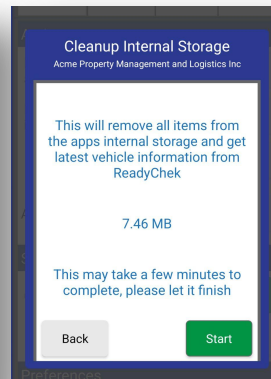 Cleanup Internal Storage
Acme Property Management and Logistics Inc
This will remove all items from
the apps internal storage and get
latest vehicle information from
ReadyChek
7.46 MB
This may take a few minutes to
complete, please let it finish
Back
Start
Preferences